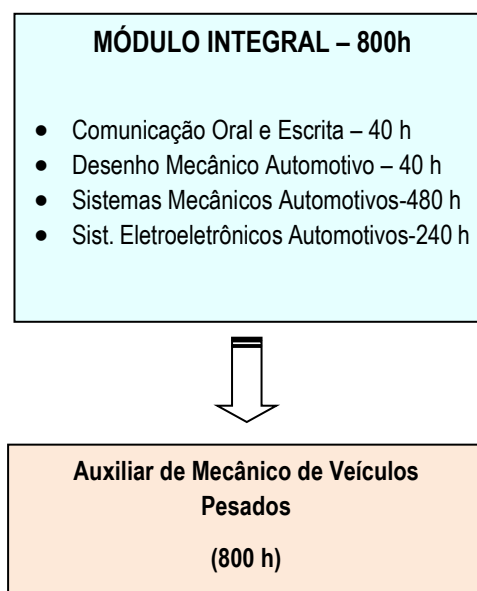 MÓDULO INTEGRAL – 800h
• Comunicação Oral e Escrita – 40 h
• Desenho Mecânico Automotivo – 40 h
• Sistemas Mecânicos Automotivos-480 h
• Sist. Eletroeletrônicos Automotivos-240 h
Auxiliar de Mecânico de Veículos
Pesados
(800 h)